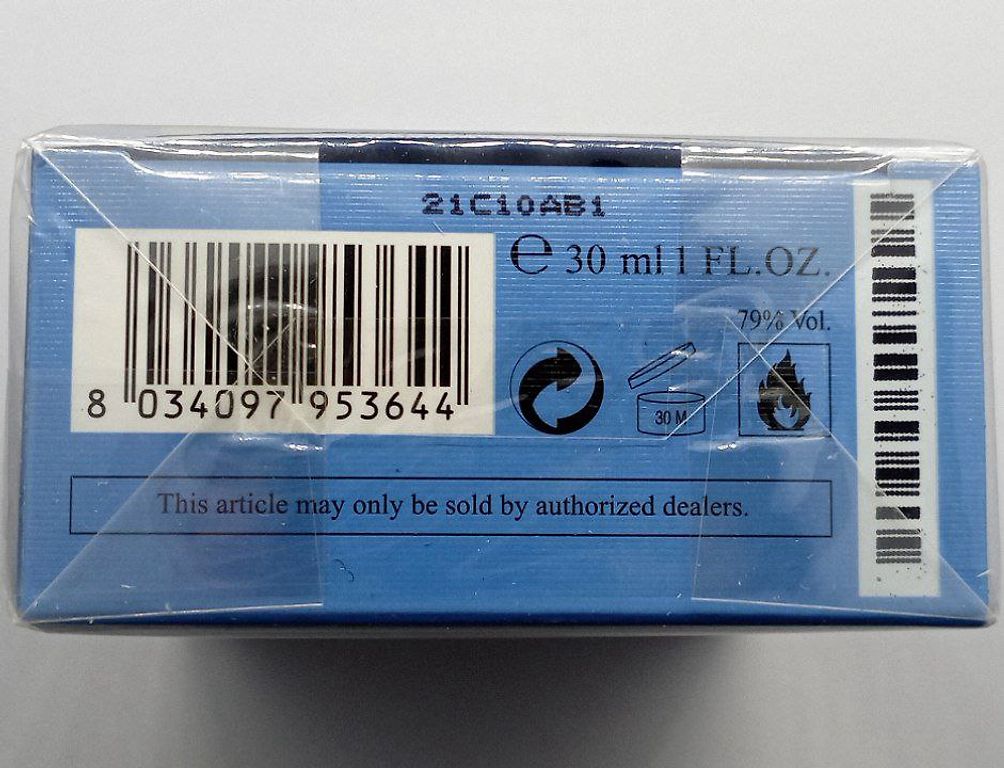 21C10AB1
℮ 30 ml 1 FL.OZ.
79% Vol.
30 M
8 034097 953644
This article may only be sold by authorized dealers.